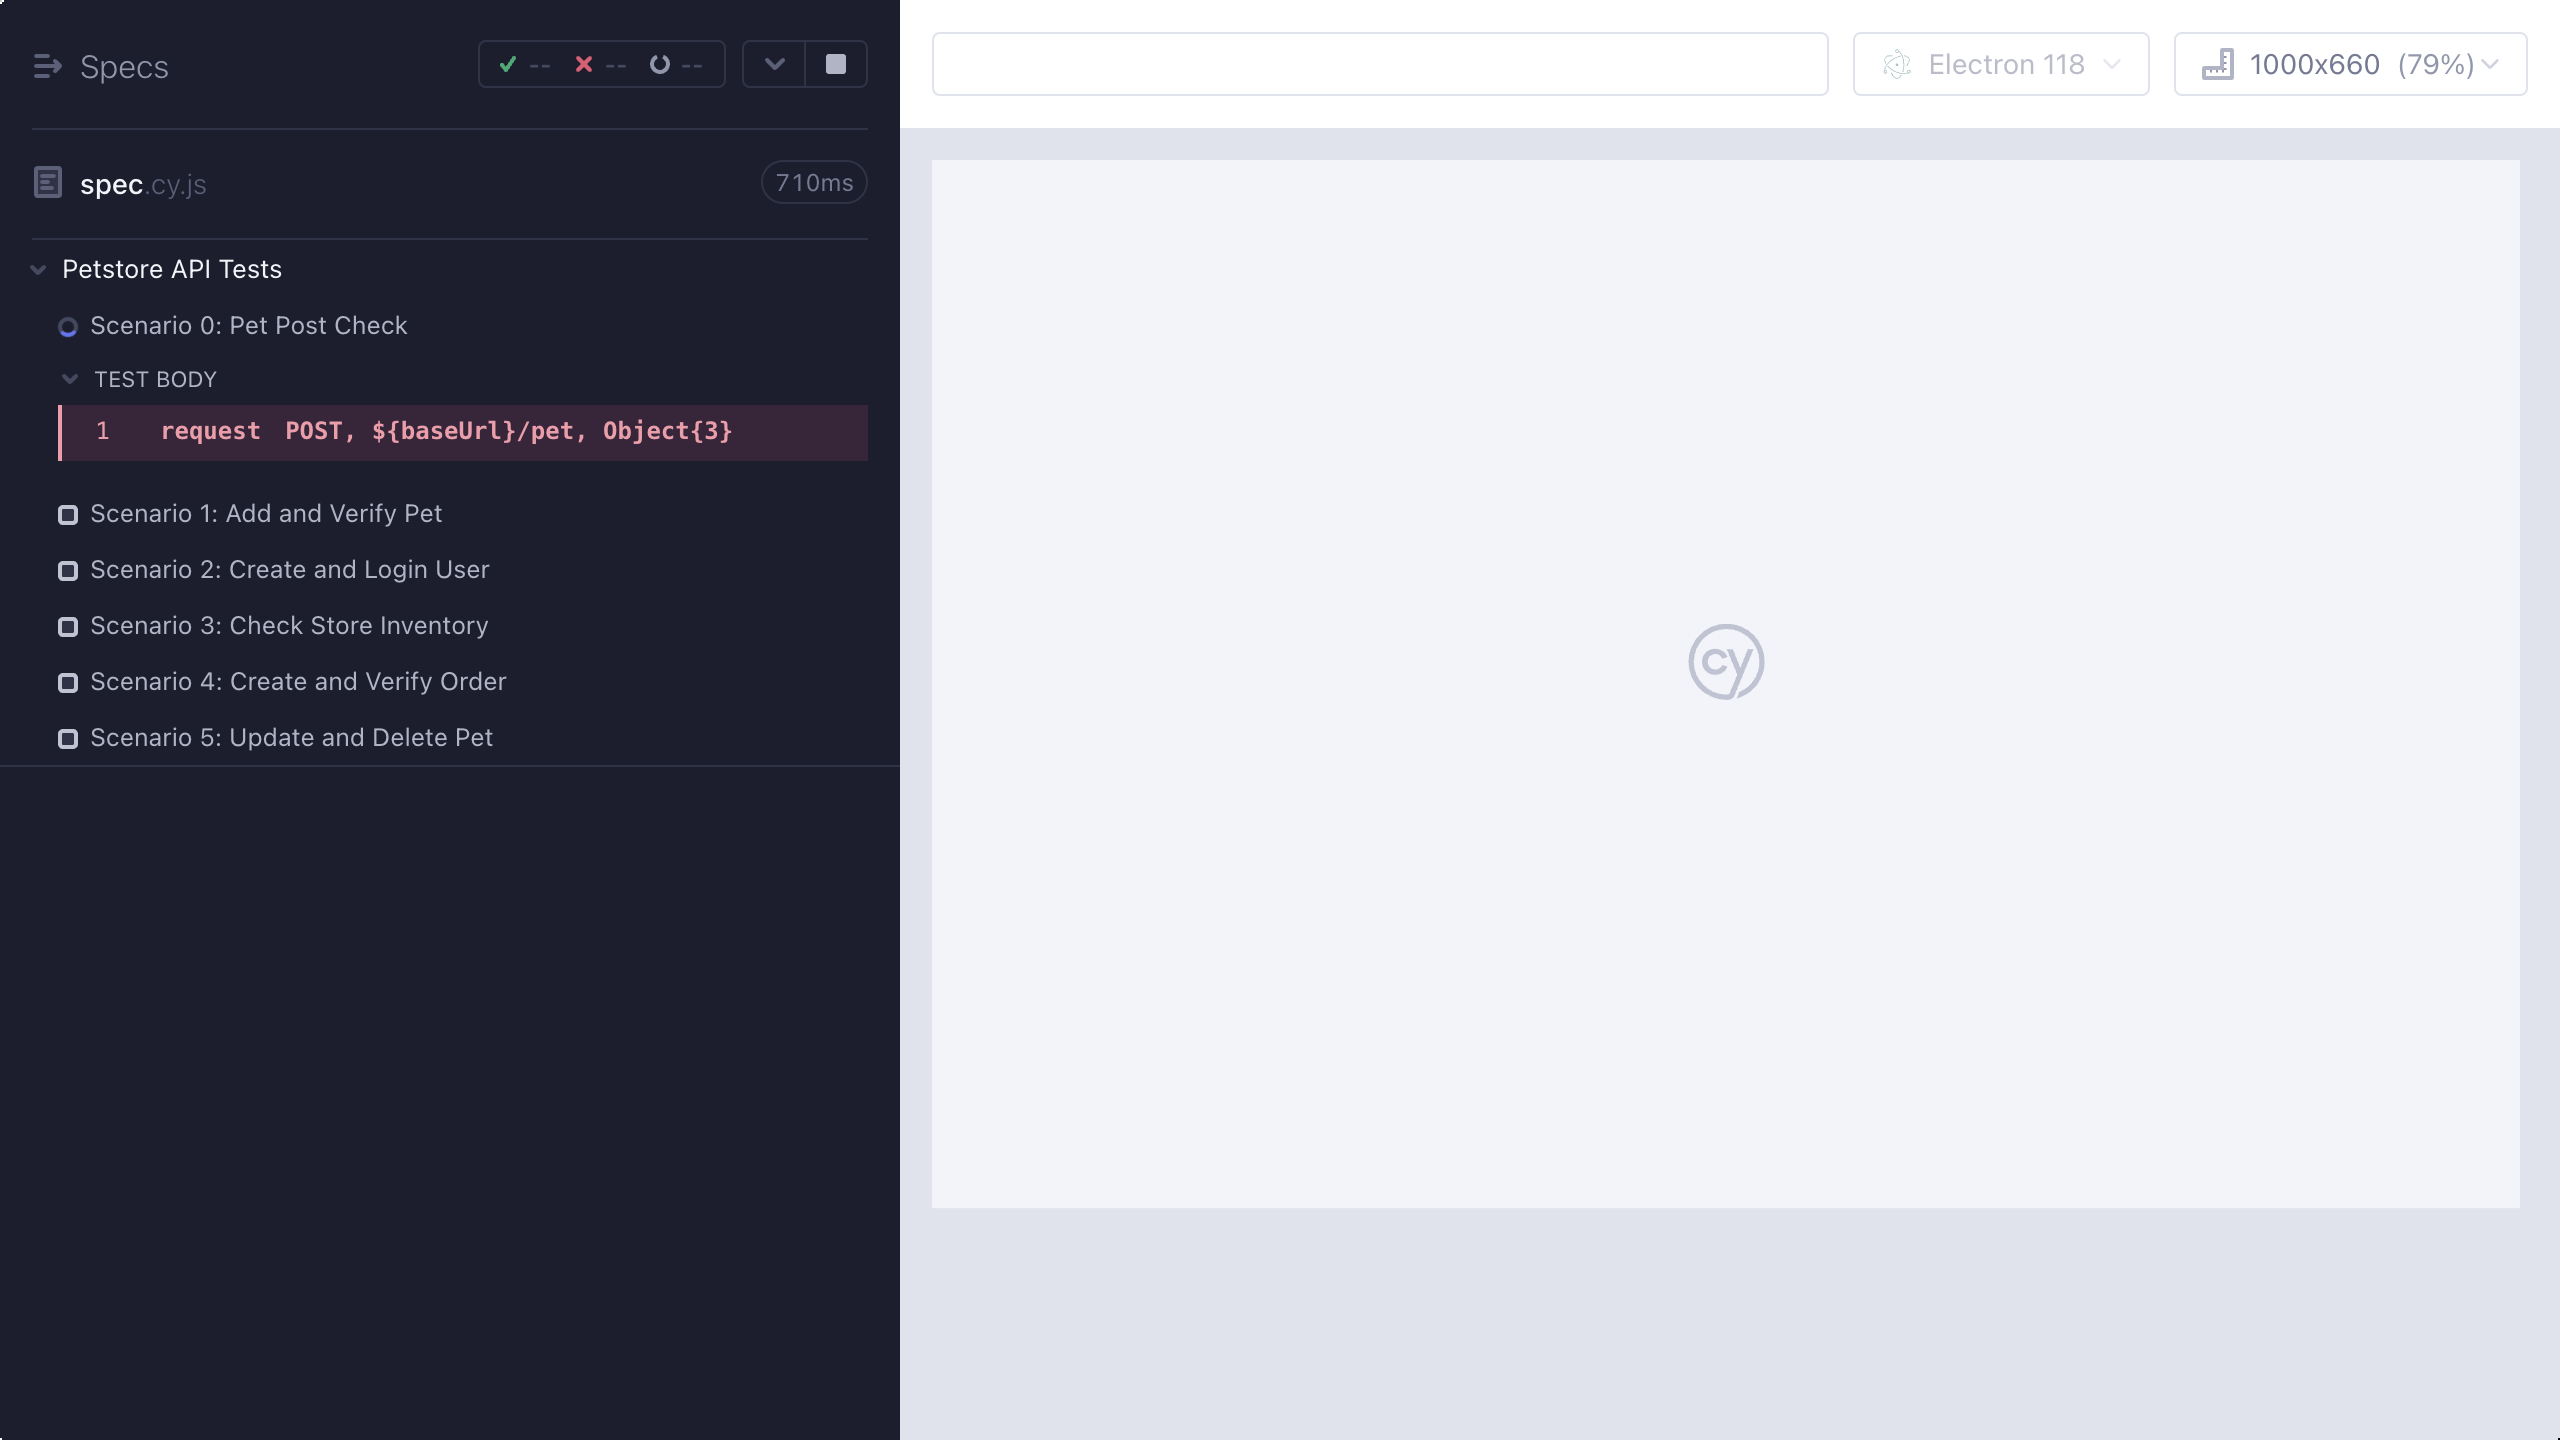 Specs
-- -- --
spec.cy.js
710ms
Petstore API Tests
Scenario 0: Pet Post Check
TEST BODY
1 request POST, ${baseUrl}/pet, Object{3}
Scenario 1: Add and Verify Pet
Scenario 2: Create and Login User
Scenario 3: Check Store Inventory
Scenario 4: Create and Verify Order
Scenario 5: Update and Delete Pet
Electron 118
1000x660 (79%)
cy